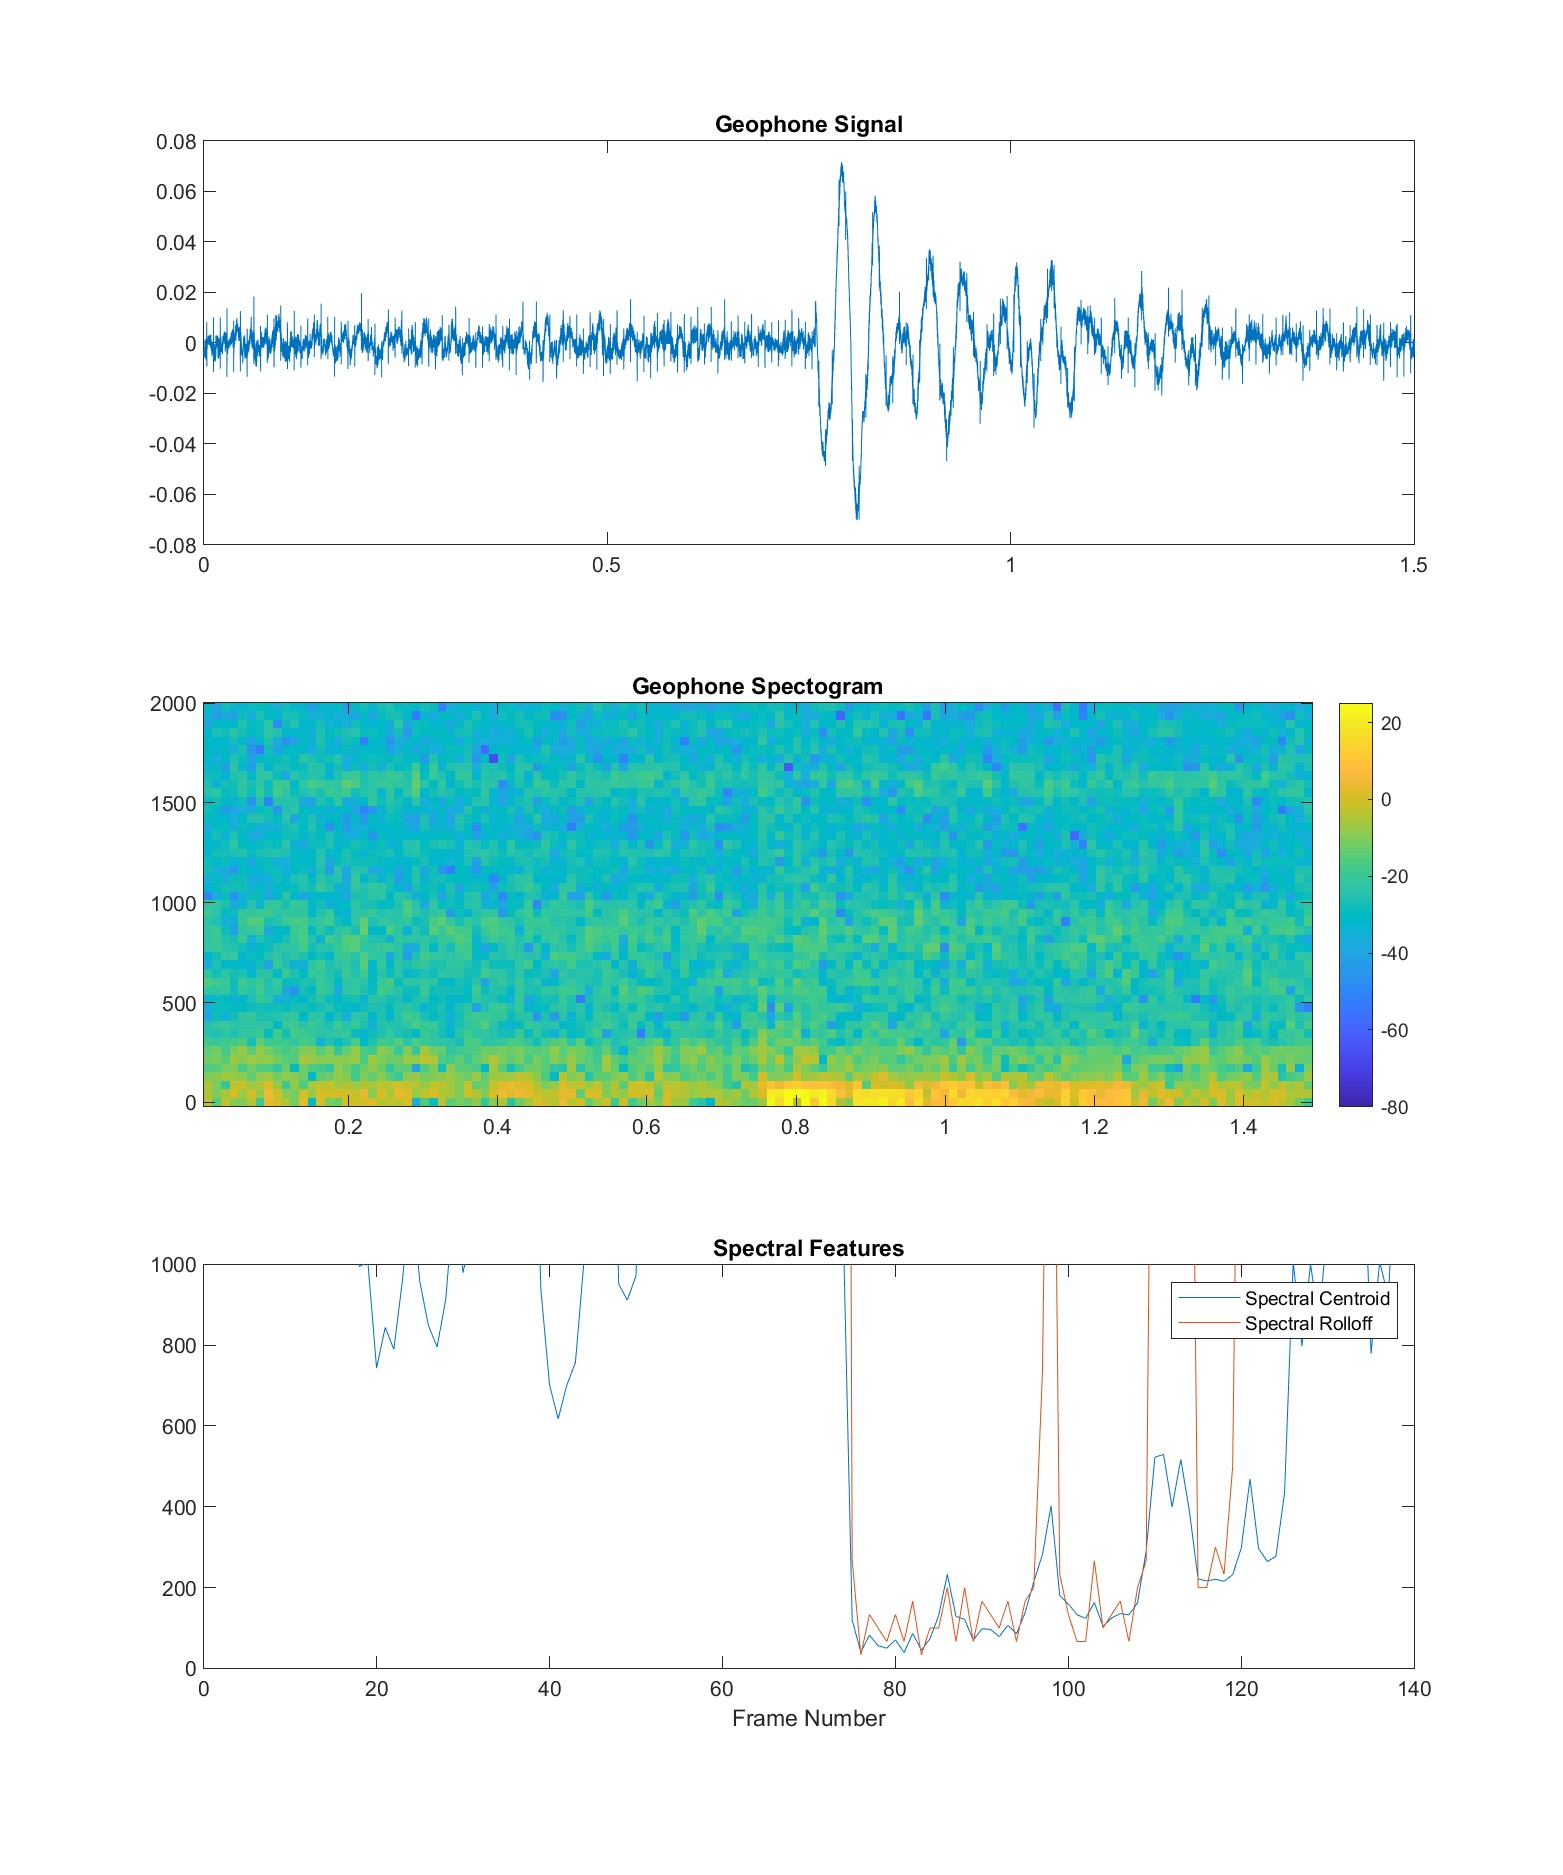 Geophone Signal
0.08
0.06
0.04
0.02
0
-0.02
-0.04
-0.06
-0.08
0 0.5 1 1.5
Geophone Spectogram
2000
1500
1000
500
0
0.2 0.4 0.6 0.8 1 1.2 1.4
20
0
-20
-40
-60
-80
Spectral Features
1000
800
600
400
200
0
Spectral Centroid
Spectral Rolloff
0 20 40 60 80 100 120 140
Frame Number